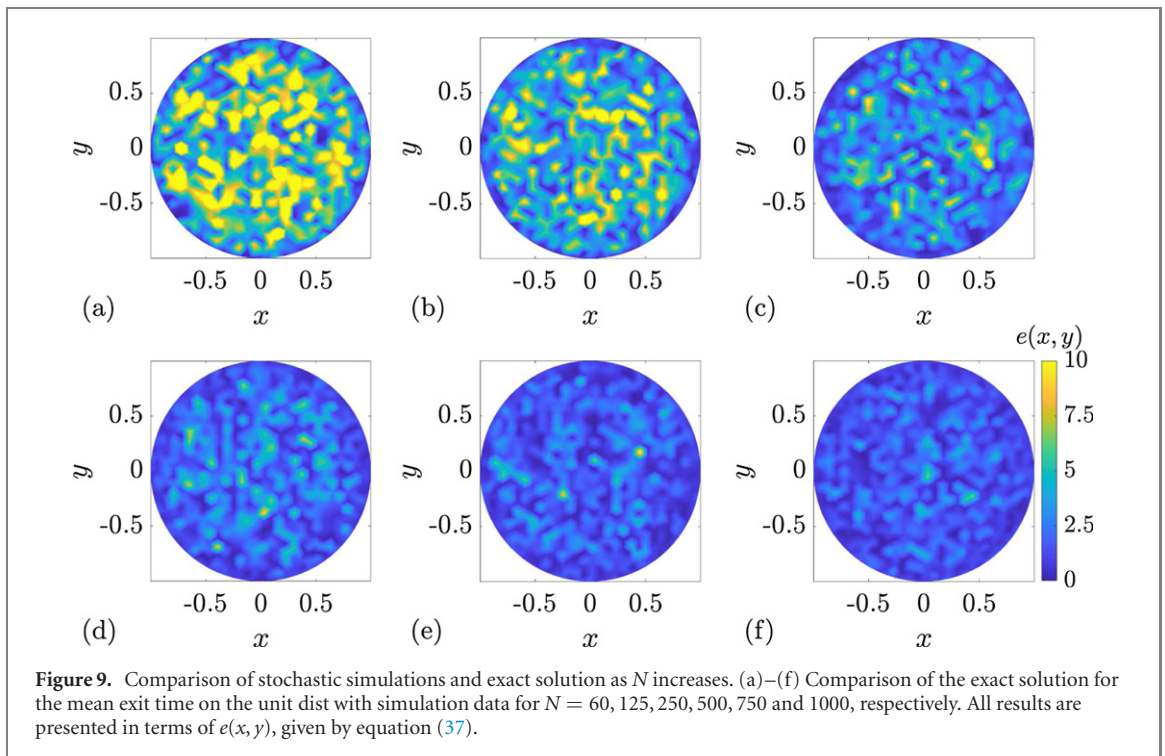 y
0.5
0
-0.5
-0.5 0 0.5
x
(a)
y
0.5
0
-0.5
-0.5 0 0.5
x
(b)
y
0.5
0
-0.5
-0.5 0 0.5
x
(c)
y
0.5
0
-0.5
-0.5 0 0.5
x
(d)
y
0.5
0
-0.5
-0.5 0 0.5
x
(e)
y
0.5
0
-0.5
-0.5 0 0.5
x
(f)
e(x, y)
10
7.5
5
2.5
0
Figure 9. Comparison of stochastic simulations and exact solution as N increases. (a)–(f) Comparison of the exact solution for
the mean exit time on the unit dist with simulation data for N = 60, 125, 250, 500, 750 and 1000, respectively. All results are
presented in terms of e(x, y), given by equation (37).